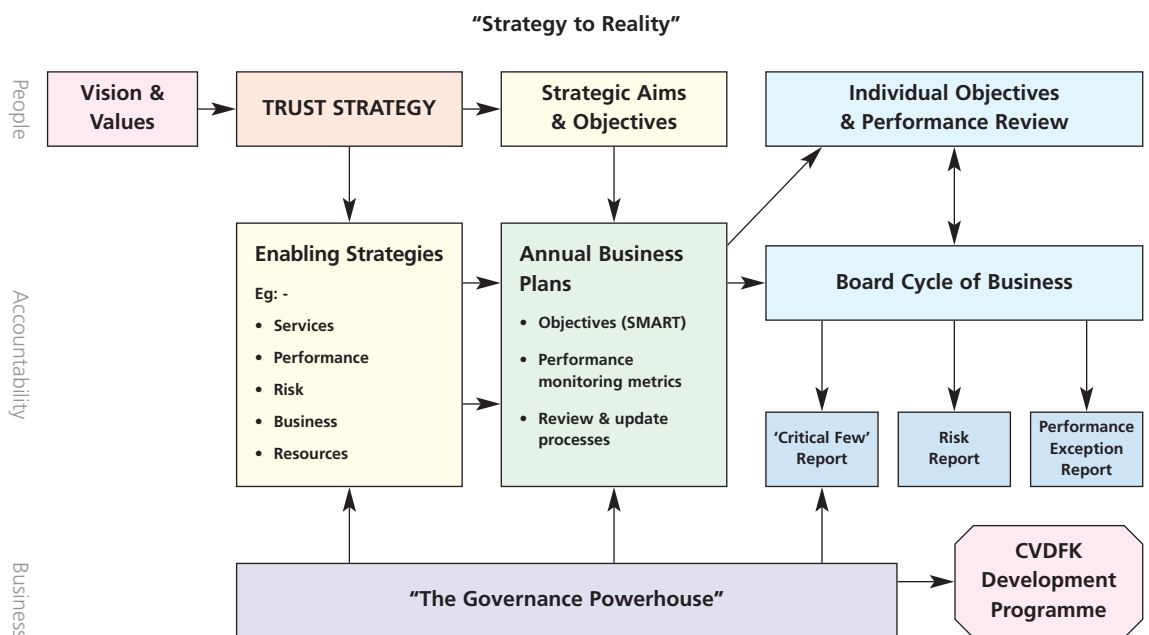 “Strategy to Reality”
People
Vision &
Values
TRUST STRATEGY
Strategic Aims
& Objectives
Individual Objectives
& Performance Review
Accountability
Enabling Strategies
Eg: -
• Services
• Performance
• Risk
• Business
• Resources
Annual Business
Plans
• Objectives (SMART)
• Performance
monitoring metrics
• Review & update
processes
Board Cycle of Business
‘Critical Few’
Report
Risk
Report
Performance
Exception
Report
Business
“The Governance Powerhouse”
CVDFK
Development
Programme